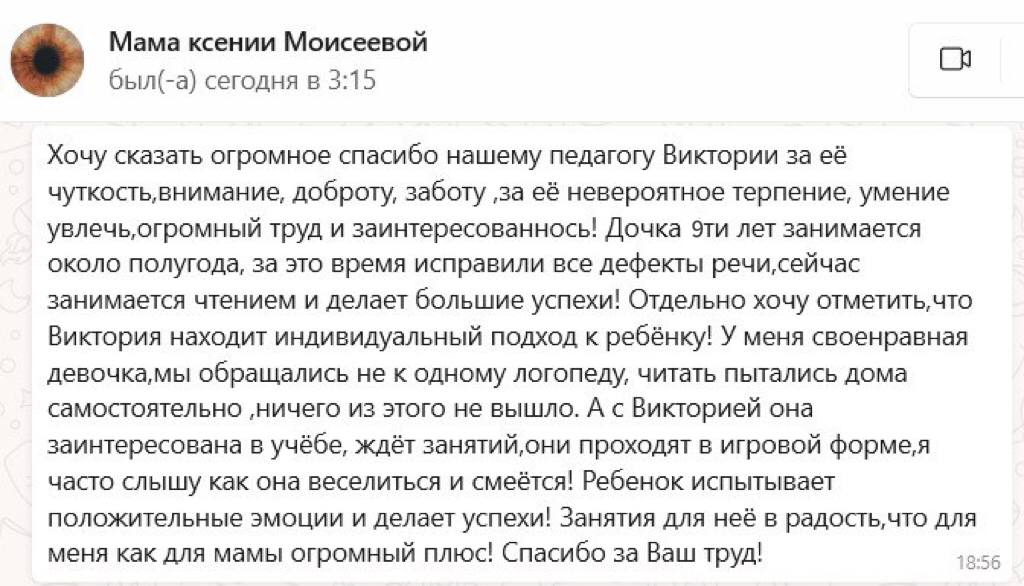 Мама ксении Моисеевой
был(-а) сегодня в 3:15
Хочу сказать огромное спасибо нашему педагогу Виктории за её
чуткость,внимание, доброту, заботу ,за её невероятное терпение, умение
увлечь,огромный труд и заинтересованнось! Дочка 9ти лет занимается
около полугода, за это время исправили все дефекты речи,сейчас
занимается чтением и делает большие успехи! Отдельно хочу отметить,что
Виктория находит индивидуальный подход к ребёнку! У меня своенравная
девочка,мы обращались не к одному логопеду, читать пытались дома
самостоятельно ,ничего из этого не вышло. А с Викторией она
заинтересована в учёбе, ждёт занятий,они проходят в игровой форме,я
часто слышу как она веселиться и смеётся! Ребенок испытывает
положительные эмоции и делает успехи! Занятия для неё в радость,что для
меня как для мамы огромный плюс! Спасибо за Ваш труд!
18:56